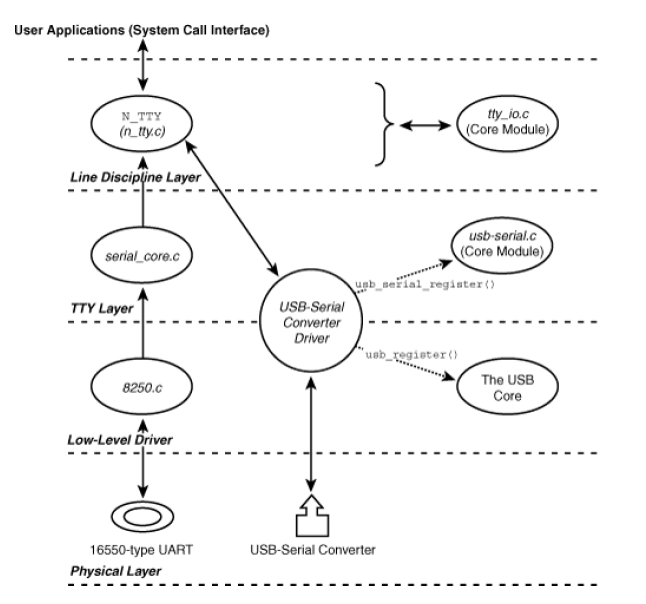 User Applications (System Call Interface)
N_TTY
(n_tty.c)
tty_io.c
(Core Module)
Line Discipline Layer
serial_core.c
usb-serial.c
(Core Module)
usb_serial_register()
TTY Layer
USB-Serial
Converter
Driver
usb_register()
8250.c
The USB
Core
Low-Level Driver
16550-type UART
USB-Serial Converter
Physical Layer